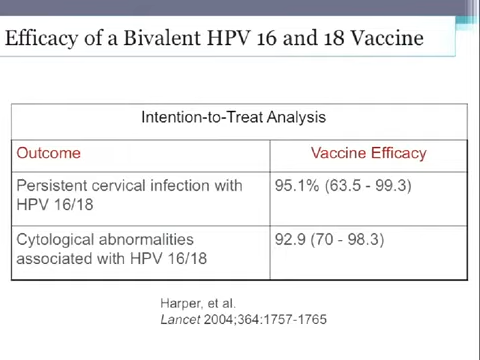 Efficacy of a Bivalent HPV 16 and 18 Vaccine
Intention-to-Treat Analysis
Outcome
Vaccine Efficacy
Persistent cervical infection with
HPV 16/18
95.1% (63.5 - 99.3)
Cytological abnormalities
associated with HPV 16/18
92.9 (70 - 98.3)
Harper, et al.
Lancet 2004;364:1757-1765